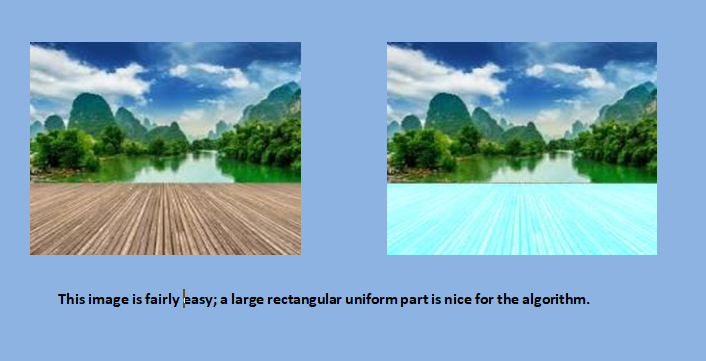 This image is fairly easy; a large rectangular uniform part is nice for the algorithm.